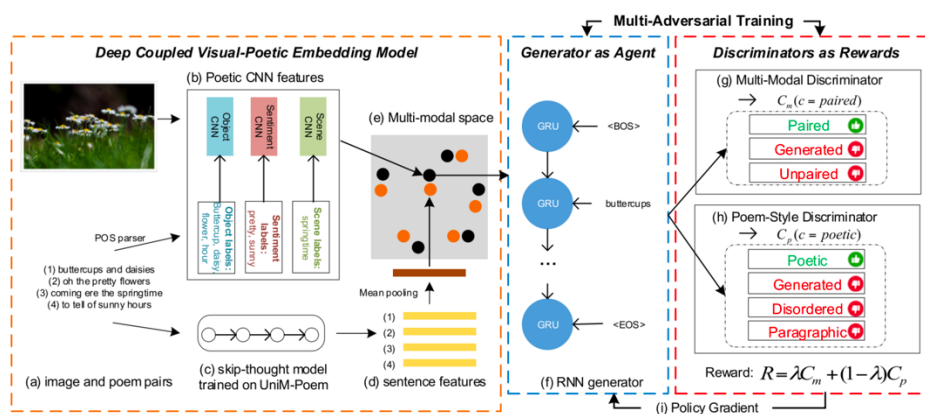 Multi-Adversarial Training
Deep Coupled Visual-Poetic Embedding Model
(b) Poetic CNN features
Object CNN
Sentiment CNN
Scene CNN
Object labels: Buttercup, daisy, flower, hour
Sentiment labels: pretty, sunny
Scene labels: springtime
POS parser
(1) buttercups and daisies
(2) oh the pretty flowers
(3) coming ere the springtime
(4) to tell of sunny hours
(a) image and poem pairs
(c) skip-thought model
trained on UniM-Poem
(e) Multi-modal space
Mean pooling
(1)
(2)
(3)
(4)
(d) sentence features
Generator as Agent
GRU
<BOS>
GRU
buttercups
...
...
GRU
<EOS>
(f) RNN generator
Discriminators as Rewards
(g) Multi-Modal Discriminator
C_m(c = paired)
Paired
Generated
Unpaired
(h) Poem-Style Discriminator
C_p(c = poetic)
Poetic
Generated
Disordered
Paragraphic
Reward: R = λC_m + (1−λ)C_p
(i) Policy Gradient